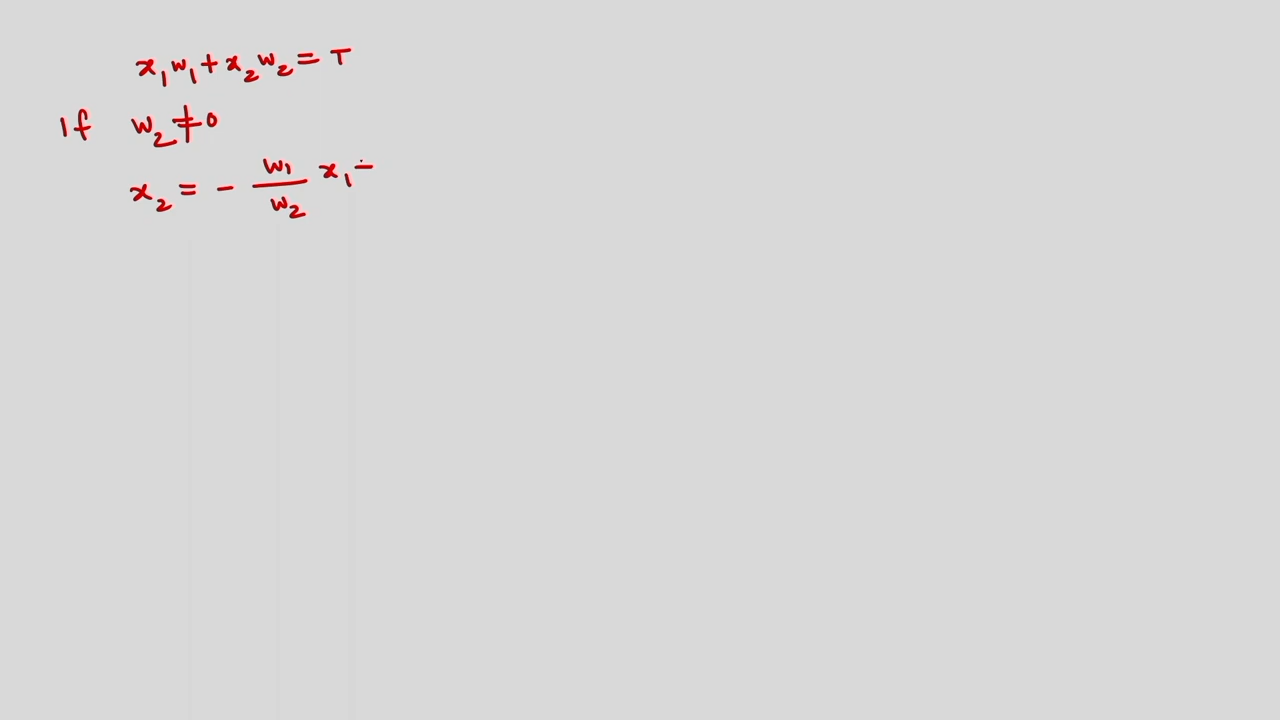 x₁w₁ + x₂w₂ = T
If w₂ ≠ 0
x₂ = - w₁/w₂ x₁